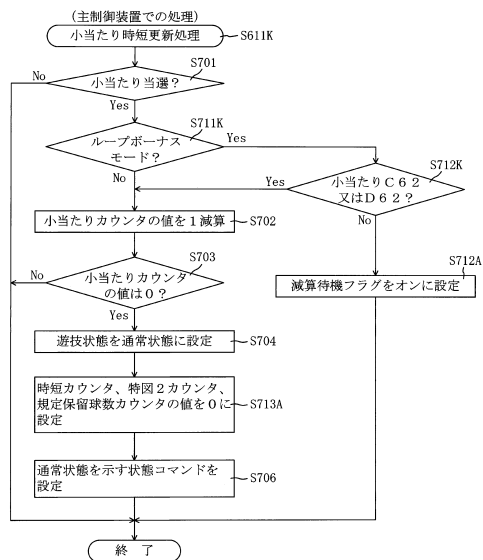 (主制御装置での処理)
小当たり時短更新処理
S611K
S701
No
小当たり当選?
Yes
S711K
ループボーナス
モード?
Yes
No
S712K
Yes
小当たりC62
又はD62?
No
小当たりカウンタの値を1減算
S702
S703
No
小当たりカウンタ
の値は0?
Yes
S712A
減算待機フラグをオンに設定
遊技状態を通常状態に設定
S704
時短カウンタ、特図2カウンタ、
規定保留球数カウンタの値を0に
設定
S713A
通常状態を示す状態コマンドを
設定
S706
終了